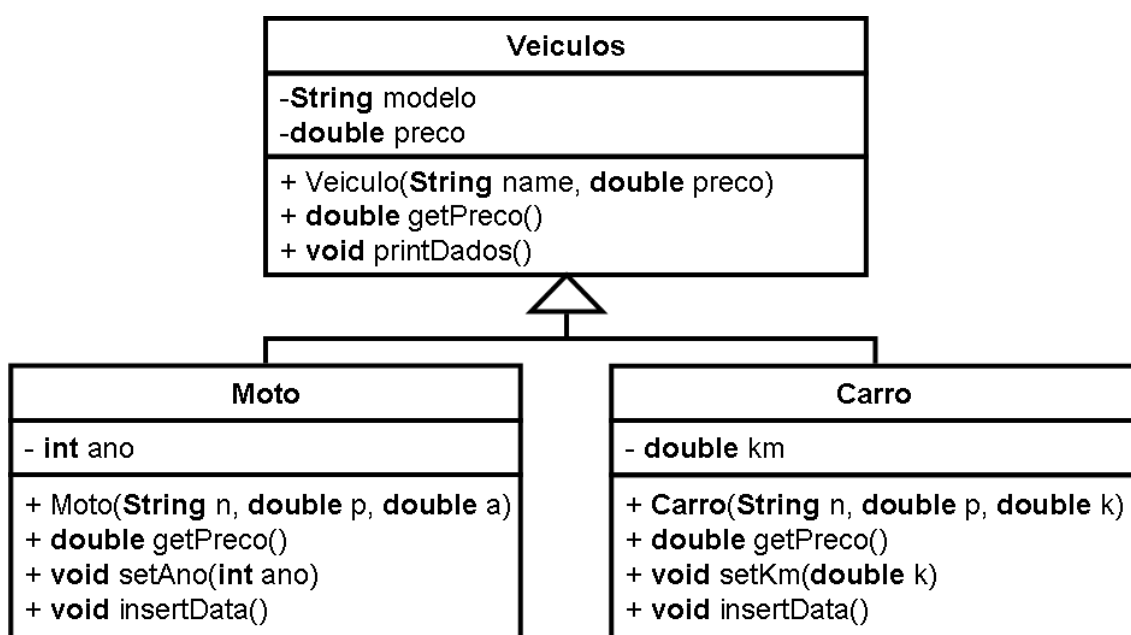 Veiculos
-String modelo
-double preco
+ Veiculo(String name, double preco)
+ double getPreco()
+ void printDados()
Moto
- int ano
+ Moto(String n, double p, double a)
+ double getPreco()
+ void setAno(int ano)
+ void insertData()
Carro
- double km
+ Carro(String n, double p, double k)
+ double getPreco()
+ void setKm(double k)
+ void insertData()